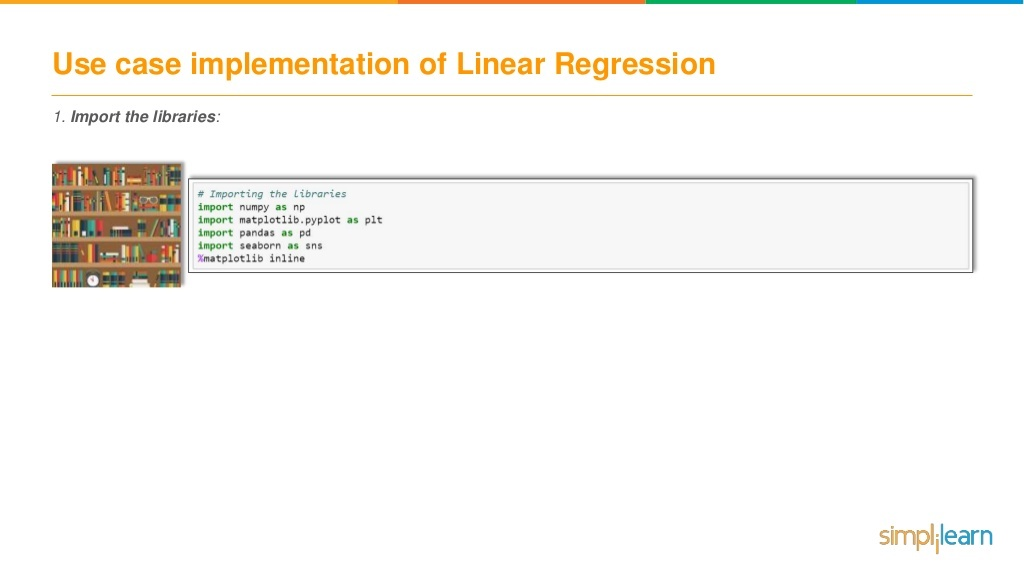 Use case implementation of Linear Regression
1. Import the libraries:
# Importing the Libraries
import numpy as np
import matplotlib.pyplot as plt
import pandas as pd
import seaborn as sns
%matplotlib inline
simplilearn